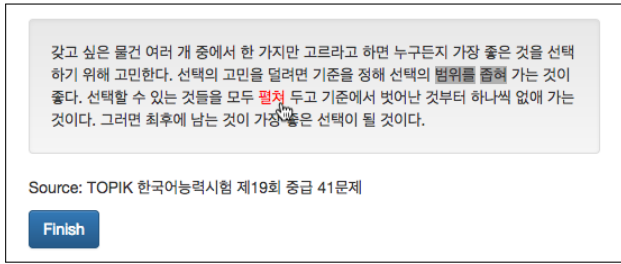 갖고 싶은 물건 여러 개 중에서 한 가지만 고르라고 하면 누구든지 가장 좋은 것을 선택
하기 위해 고민한다. 선택의 고민을 덜려면 기준을 정해 선택의 범위를 좁혀 가는 것이
좋다. 선택할 수 있는 것들을 모두 펼쳐 두고 기준에서 벗어난 것부터 하나씩 없애 가는
것이다. 그러면 최후에 남는 것이 가장 좋은 선택이 될 것이다.
Source: TOPIK 한국어능력시험 제19회 중급 41문제
Finish